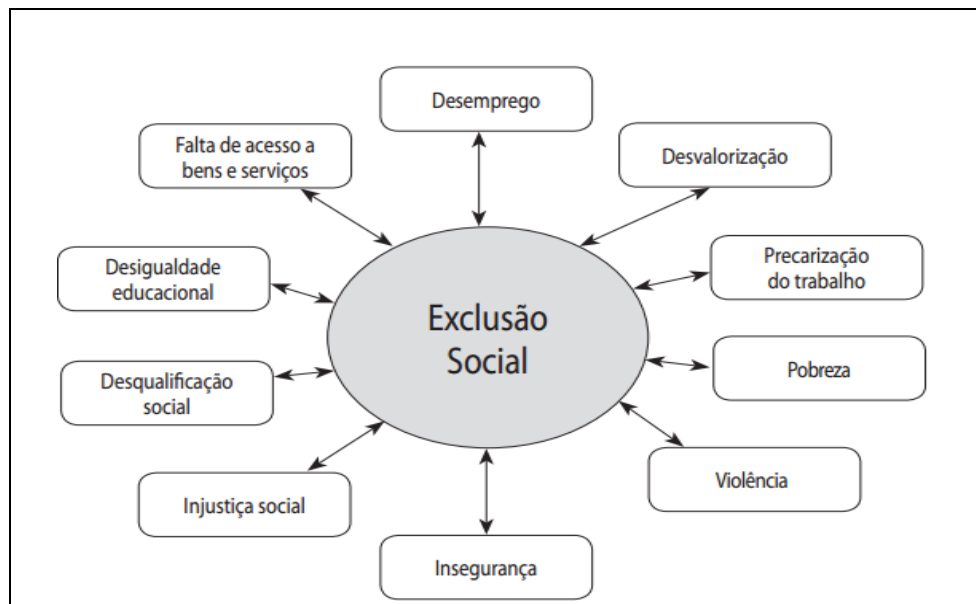 Desemprego
Falta de acesso a
bens e serviços
Desvalorização
Desigualdade
educacional
Precarização
do trabalho
Exclusão
Social
Desqualificação
social
Pobreza
Injustiça social
Violência
Insegurança